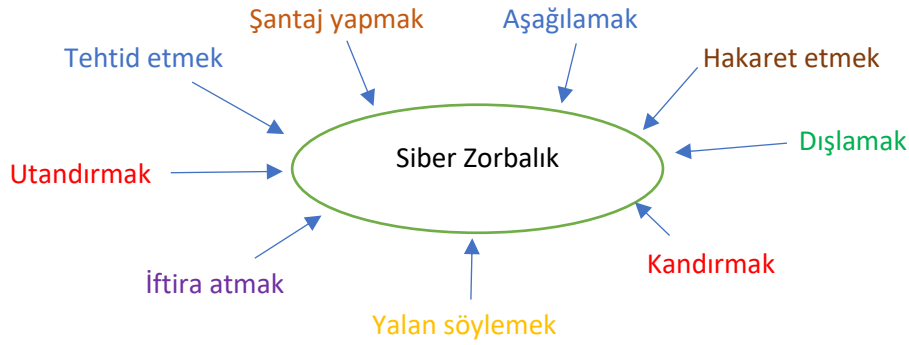 Şantaj yapmak
Aşağılamak
Tehtid etmek
Hakaret etmek
Siber Zorbalık
Dışlamak
Utandırmak
Kandırmak
İftira atmak
Yalan söylemek